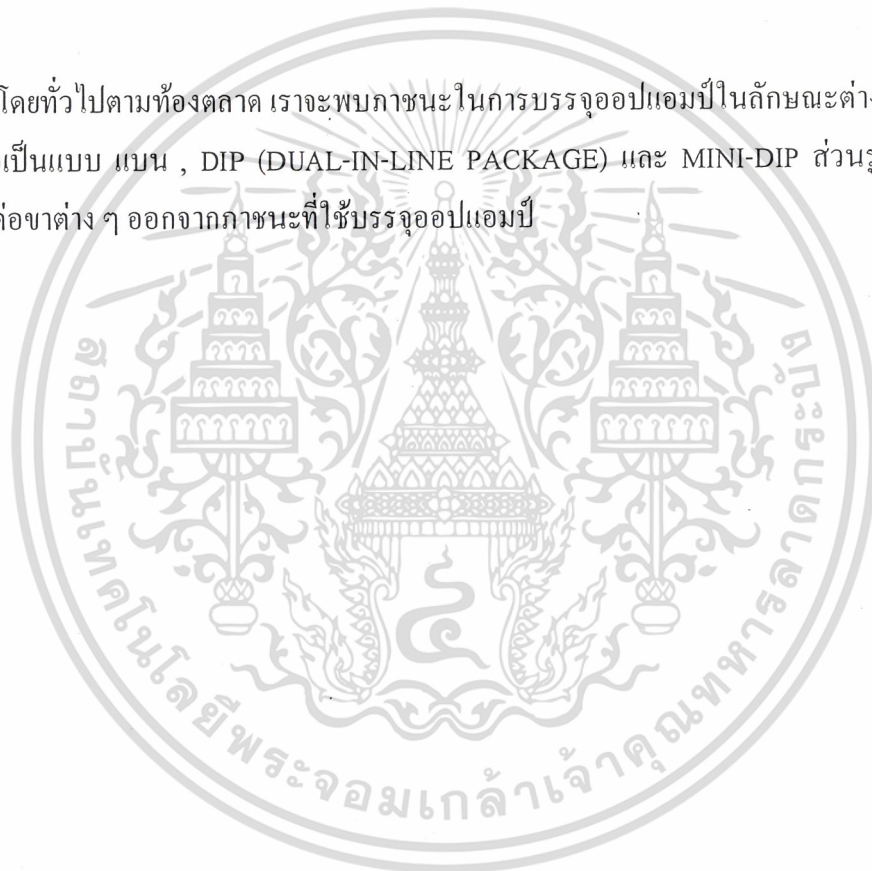 โดยทั่วไปตามท้องตลาด เราจะพบภาชนะในการบรรจุออปแอมป์ในลักษณะต่าง
เป็นแบบ แบน , DIP (DUAL-IN-LINE PACKAGE) และ MINI-DIP ส่วนรู
ต่อขาต่าง ๆ ออกจากภาชนะที่ใช้บรรจุออปแอมป์
สถาบันเทคโนโลยีพระจอมเกล้าเจ้าคุณทหารลาดกระบัง
๔